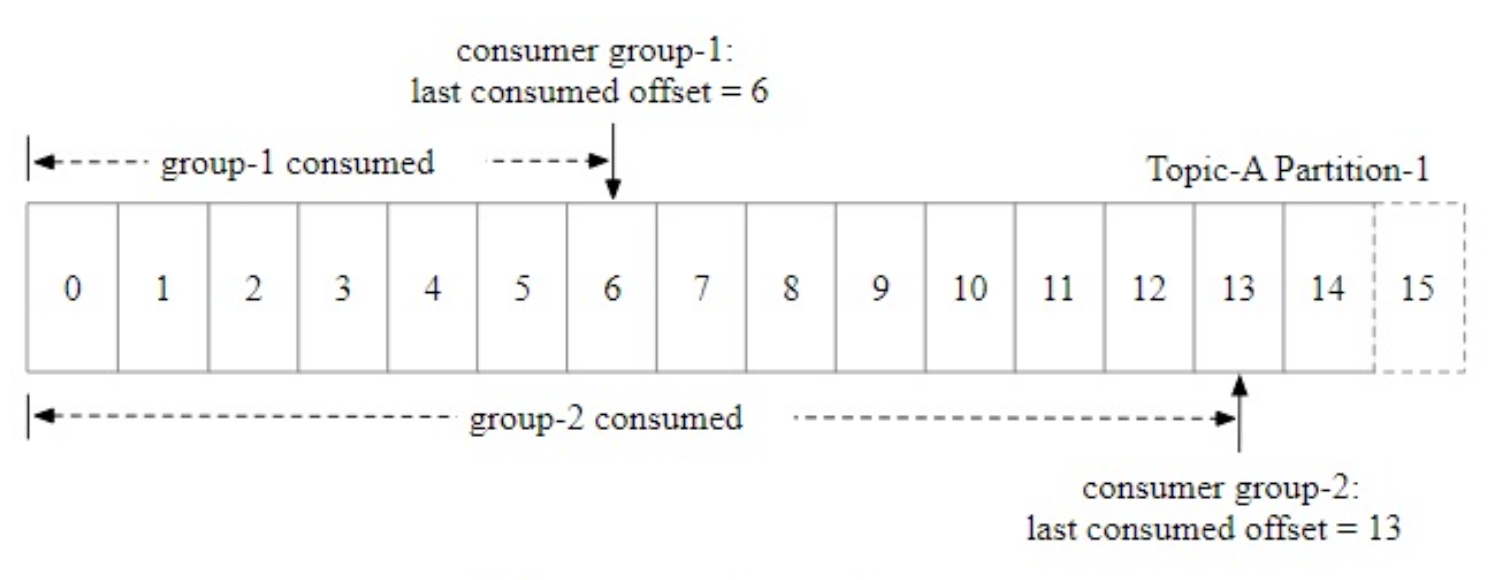 consumer group-1:
last consumed offset = 6
group-1 consumed
Topic-A Partition-1
0 1 2 3 4 5 6 7 8 9 10 11 12 13 14 15
group-2 consumed
consumer group-2:
last consumed offset = 13